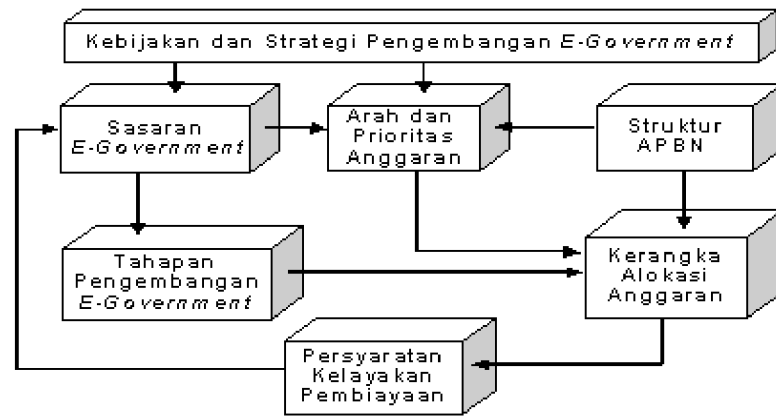 Kebijakan dan Strategi Pengembangan E-Government
Sasaran
E-Government
Arah dan
Prioritas
Anggaran
Struktur
APBN
Tahapan
Pengembangan
E-Government
Kerangka
Alokasi
Anggaran
Persyaratan
Kelayakan
Pembiayaan